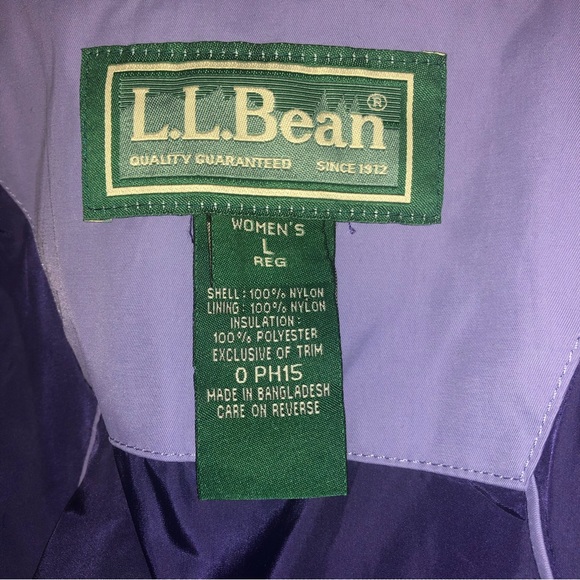 L.L.Bean®
QUALITY GUARANTEED SINCE 1912
WOMEN'S
L
REG
SHELL: 100% NYLON
LINING: 100% NYLON
INSULATION:
100% POLYESTER
EXCLUSIVE OF TRIM
0 PH15
MADE IN BANGLADESH
CARE ON REVERSE